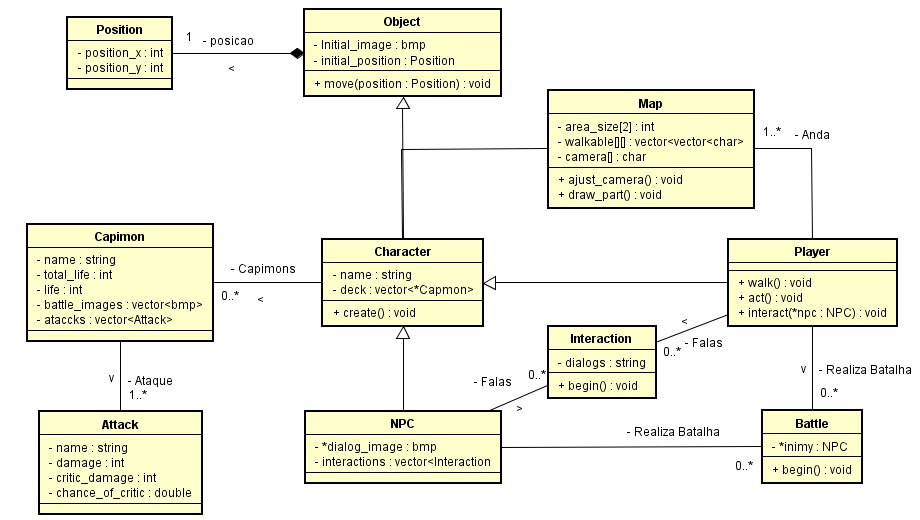 Position
- position_x : int
- position_y : int
1
- posicao
<
Object
- Initial_image : bmp
- initial_position : Position
+ move(position : Position) : void
Map
- area_size[2] : int
- walkable[][] : vector<vector<char>
- camera[] : char
+ ajust_camera() : void
+ draw_part() : void
1..*
- Anda
Capimon
- name : string
- total_life : int
- life : int
- battle_images : vector<bmp>
- ataccks : vector<Attack>
- Capimons
0..*
<
Character
- name : string
- deck : vector<*Capmon>
+ create() : void
Player
+ walk() : void
+ act() : void
+ interact(*npc : NPC) : void
Interaction
- dialogs : string
+ begin() : void
<
0..*
- Falas
- Falas
0..*
>
v
- Ataque
1..*
v
- Realiza Batalha
0..*
Attack
- name : string
- damage : int
- critic_damage : int
- chance_of_critic : double
NPC
- *dialog_image : bmp
- interactions : vector<Interaction
- Realiza Batalha
0..*
Battle
- *inimy : NPC
+ begin() : void